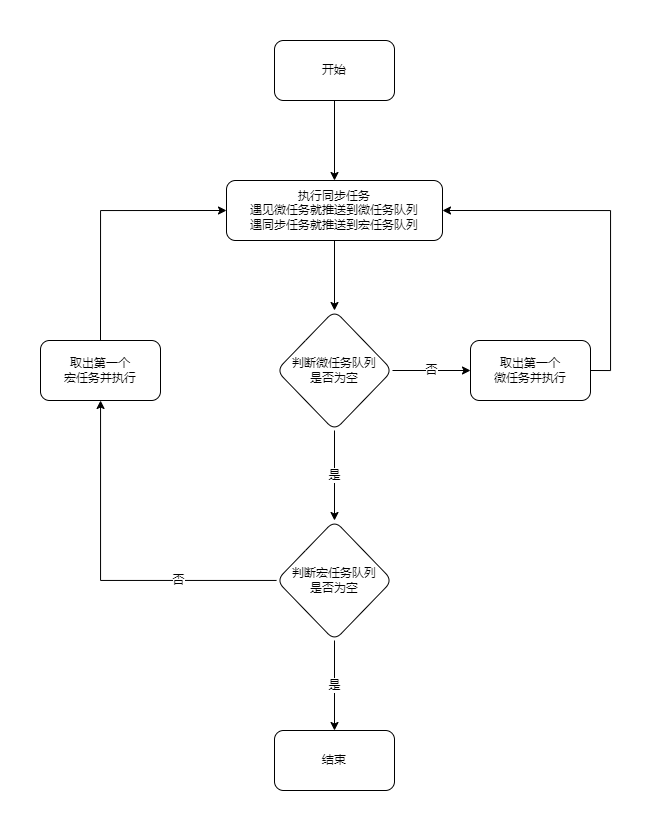 开始
执行同步任务
遇见微任务就推送到微任务队列
遇同步任务就推送到宏任务队列
取出第一个
宏任务并执行
判断微任务队列
是否为空
否
取出第一个
微任务并执行
是
判断宏任务队列
是否为空
否
是
结束